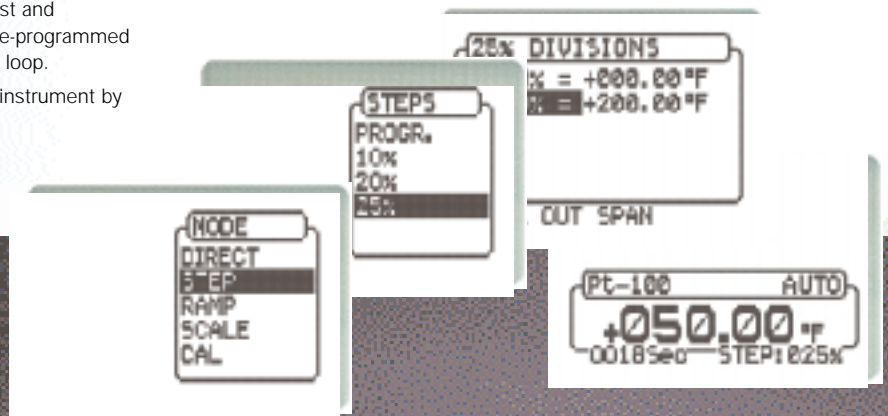 st and
e-programmed
loop.
instrument by
MODE
DIRECT
STEP
RAMP
SCALE
CAL
STEPS
PROGR.
10%
20%
25%
25% DIVISIONS
% = +000.00°F
% = +200.00°F
OUT SPAN
Pt-100 AUTO
+050.00 °F
0018Sec STEP:025%